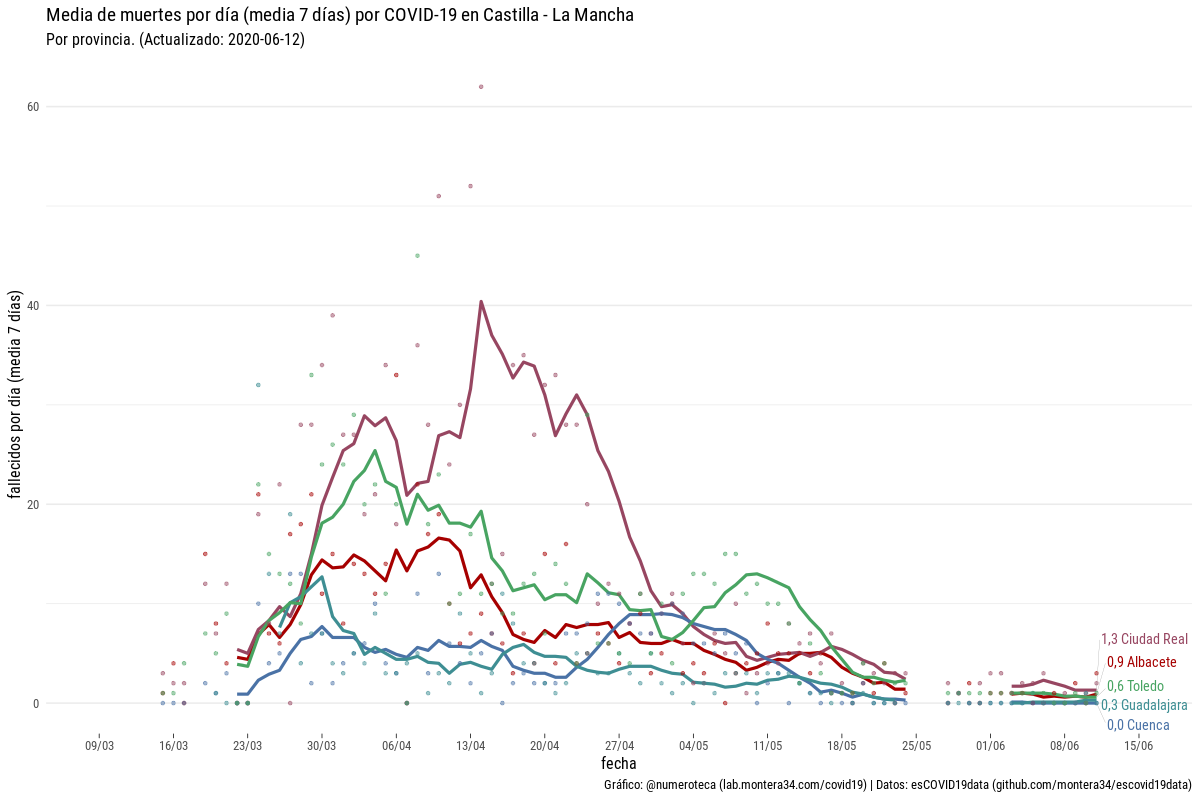 Media de muertes por día (media 7 días) por COVID-19 en Castilla - La Mancha
Por provincia. (Actualizado: 2020-06-12)
fallecidos por día (media 7 días)
60
40
20
0
1,3 Ciudad Real
0,9 Albacete
0,6 Toledo
0,3 Guadalajara
0,0 Cuenca
09/03 16/03 23/03 30/03 06/04 13/04 20/04 27/04 04/05 11/05 18/05 25/05 01/06 08/06 15/06
fecha
Gráfico: @numeroteca (lab.montera34.com/covid19) | Datos: esCOVID19data (github.com/montera34/escovid19data)